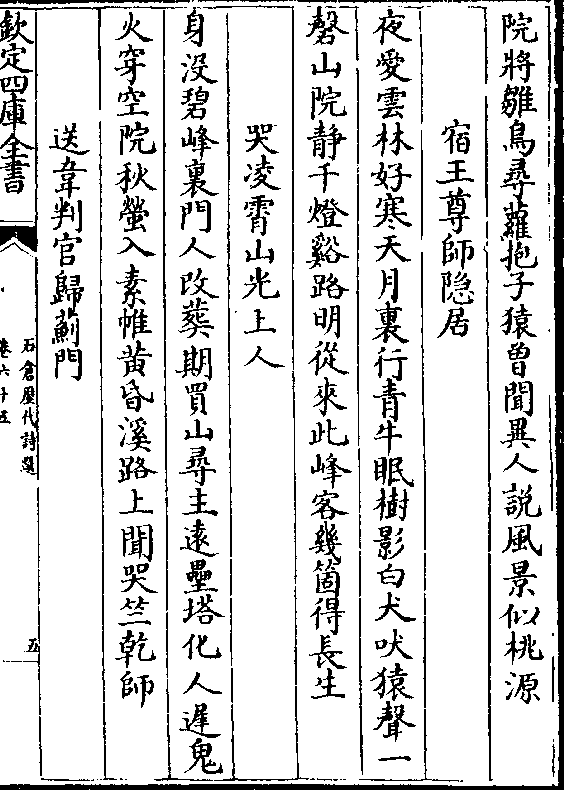 院將雛鳥尋蘿抱子猿曾聞異人說風景似桃源
宿王尊師隠居
夜愛雲林好寒天月裏行青牛眠樹影白犬吠猿聲一
磬山院静千燈谿路明從來此峰客幾箇得長生
哭凌霄山光上人
身没碧峰裏門人改葬期買山尋主遠壘塔化人遲鬼
火穿空院秋螢入素帷黄昏溪路上聞哭竺乾師
送韋判官歸薊門
欽定四庫全書
石倉歷代詩選
卷六十五
五